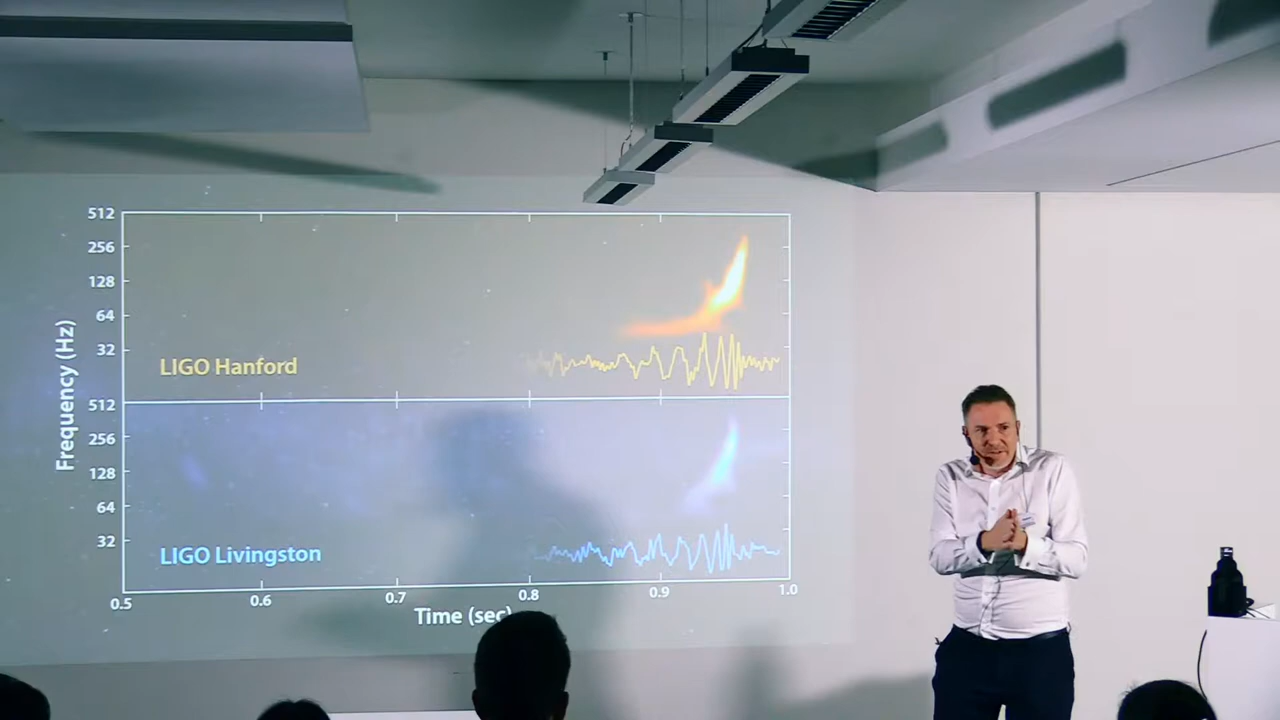 512
256
128
64
32
LIGO Hanford
512
256
128
64
32
LIGO Livingston
Frequency (Hz)
0.5 0.6 0.7 0.8 0.9 1.0
Time (sec)